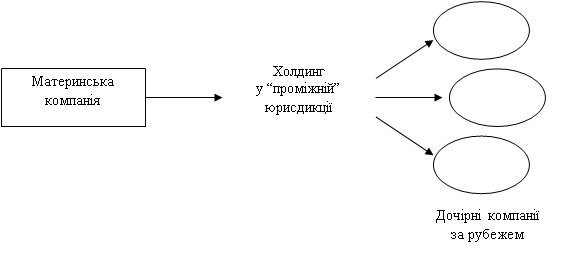 Материнська
компанія
Холдинг
у “проміжній”
юрисдикції
Дочірні компанії
за рубежем